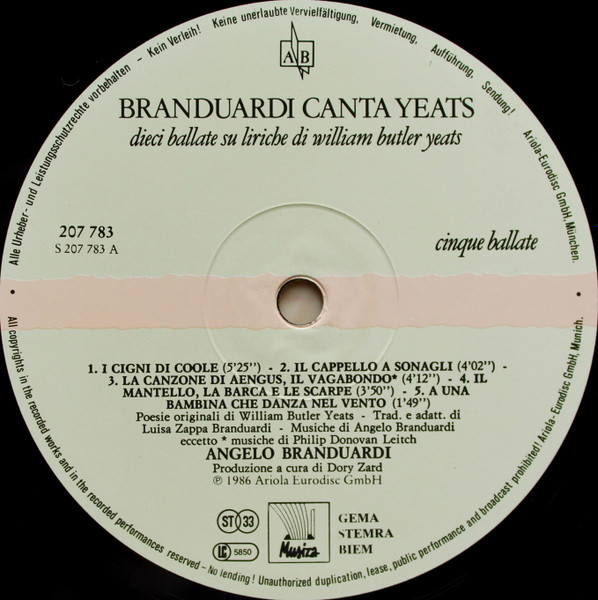 Alle Urheber- und Leistungsschutzrechte vorbehalten - Kein Verleih! Keine unerlaubte Vervielfältigung, Vermietung, Aufführung, Sendung! Ariola-Eurodisc GmbH, München.
AB
BRANDUARDI CANTA YEATS
dieci ballate su liriche di william butler yeats
207 783
S 207 783 A
cinque ballate
1. I CIGNI DI COOLE (5'25'') - 2. IL CAPPELLO A SONAGLI (4'02'') -
3. LA CANZONE DI AENGUS, IL VAGABONDO* (4'12'') - 4. IL
MANTELLO, LA BARCA E LE SCARPE (3'50'') - 5. A UNA
BAMBINA CHE DANZA NEL VENTO (1'49'')
Poesie originali di William Butler Yeats - Trad. e adatt. di
Luisa Zappa Branduardi - Musiche di Angelo Branduardi
eccetto * musiche di Philip Donovan Leitch
ANGELO BRANDUARDI
Produzione a cura di Dory Zard
℗ 1986 Ariola Eurodisc GmbH
ST 33
LC 5850
Musiza
GEMA
STEMRA
BIEM
All copyrights in the recorded works and in the recorded performances reserved - No lending! Unauthorized duplication, lease, public performance and broadcast prohibited! Ariola-Eurodisc GmbH, Munich.